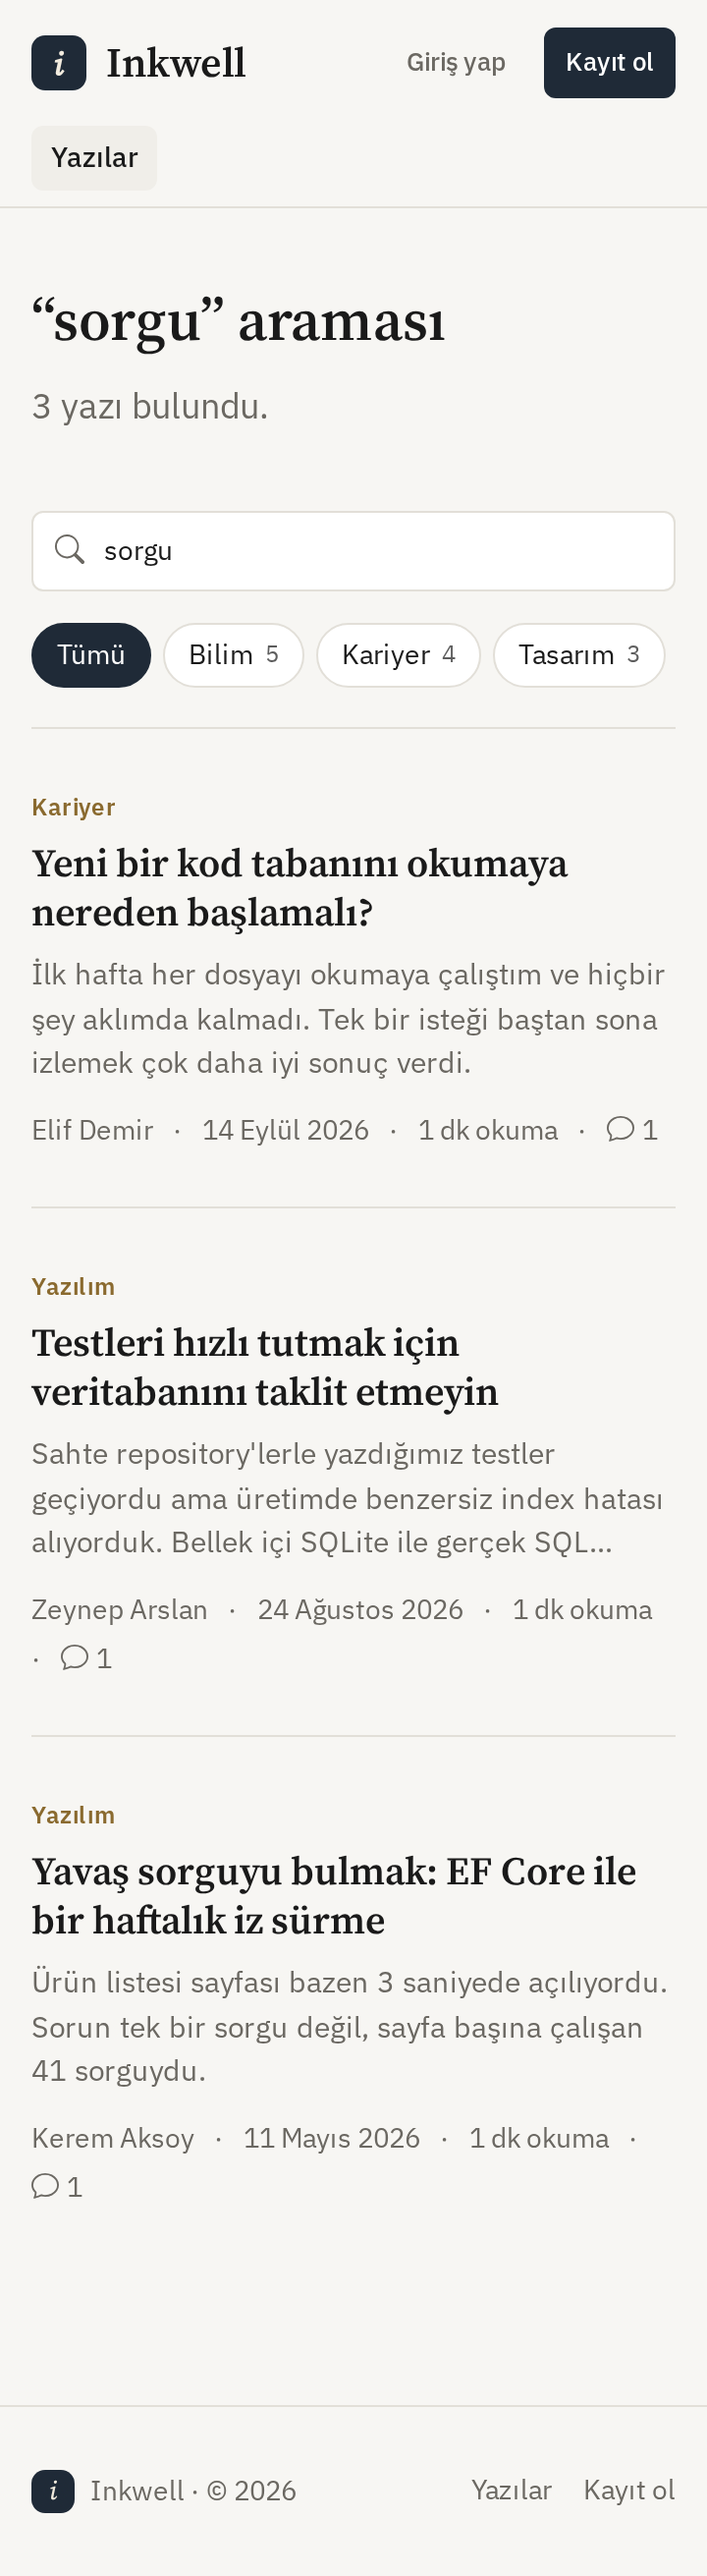 i Inkwell Giriş yap Kayıt ol
Yazılar
“sorgu” araması
3 yazı bulundu.
sorgu
Tümü Bilim 5 Kariyer 4 Tasarım 3
Kariyer
Yeni bir kod tabanını okumaya
nereden başlamalı?
İlk hafta her dosyayı okumaya çalıştım ve hiçbir
şey aklımda kalmadı. Tek bir isteği baştan sona
izlemek çok daha iyi sonuç verdi.
Elif Demir · 14 Eylül 2026 · 1 dk okuma · 1
Yazılım
Testleri hızlı tutmak için
veritabanını taklit etmeyin
Sahte repository'lerle yazdığımız testler
geçiyordu ama üretimde benzersiz index hatası
alıyorduk. Bellek içi SQLite ile gerçek SQL...
Zeynep Arslan · 24 Ağustos 2026 · 1 dk okuma
· 1
Yazılım
Yavaş sorguyu bulmak: EF Core ile
bir haftalık iz sürme
Ürün listesi sayfası bazen 3 saniyede açılıyordu.
Sorun tek bir sorgu değil, sayfa başına çalışan
41 sorguydu.
Kerem Aksoy · 11 Mayıs 2026 · 1 dk okuma ·
1
i Inkwell · © 2026 Yazılar Kayıt ol